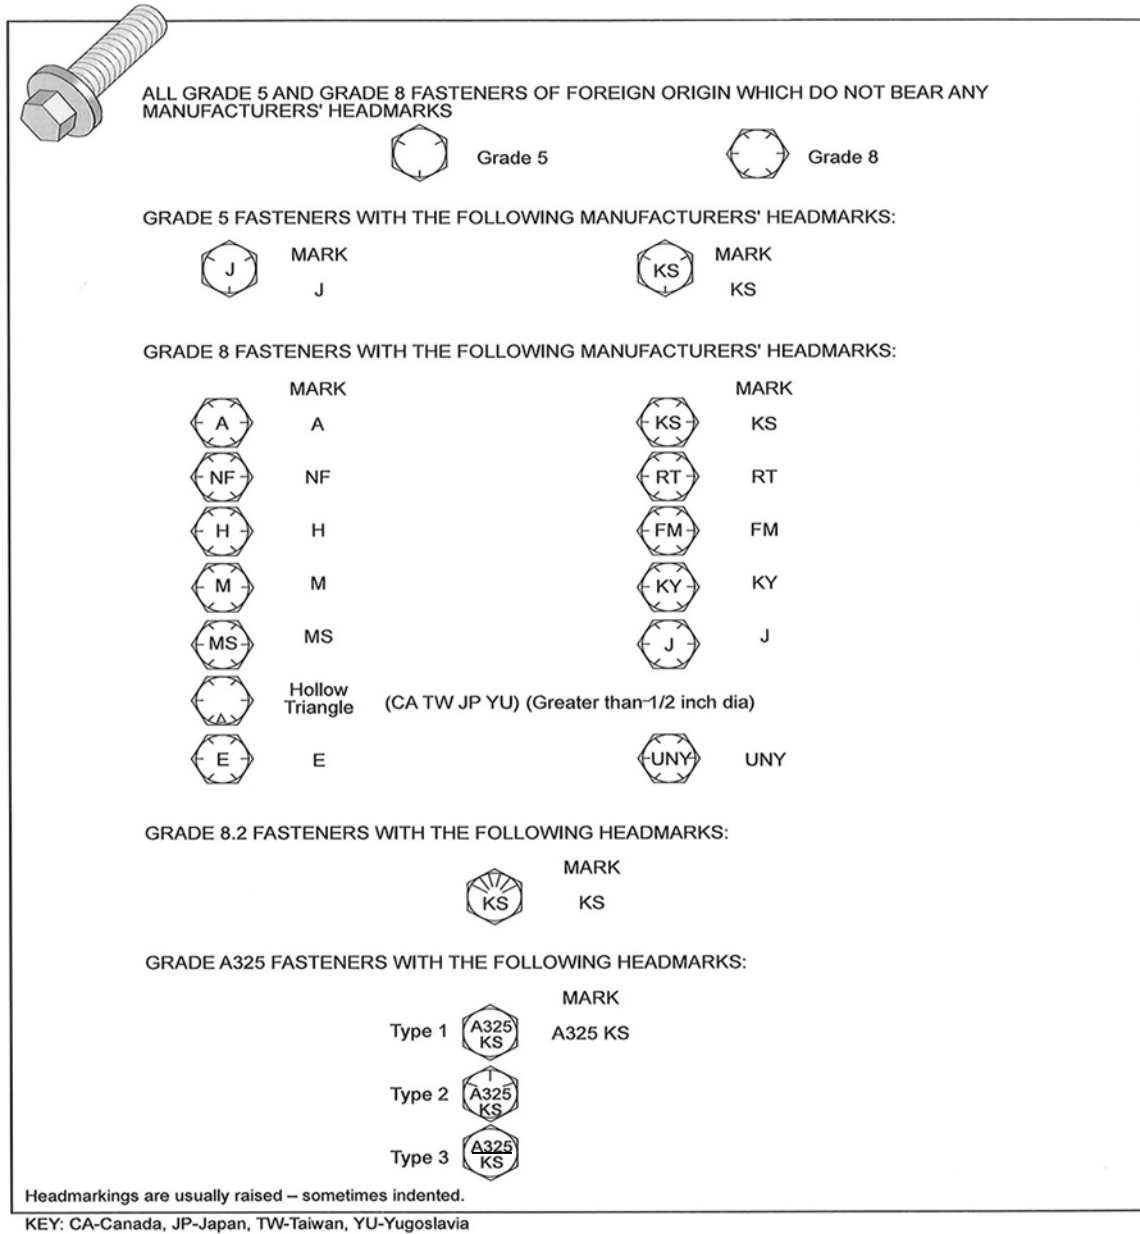 ALL GRADE 5 AND GRADE 8 FASTENERS OF FOREIGN ORIGIN WHICH DO NOT BEAR ANY
MANUFACTURERS' HEADMARKS
Grade 5 Grade 8
GRADE 5 FASTENERS WITH THE FOLLOWING MANUFACTURERS' HEADMARKS:
MARK MARK
J J KS KS
GRADE 8 FASTENERS WITH THE FOLLOWING MANUFACTURERS' HEADMARKS:
MARK MARK
A A KS KS
NF NF RT RT
H H FM FM
M M KY KY
MS MS J J
Hollow
Triangle (CA TW JP YU) (Greater than 1/2 inch dia)
E E UNY UNY
GRADE 8.2 FASTENERS WITH THE FOLLOWING HEADMARKS:
MARK
KS KS
GRADE A325 FASTENERS WITH THE FOLLOWING HEADMARKS:
MARK
Type 1 A325 KS A325 KS
Type 2 A325 KS
Type 3 A325 KS
Headmarkings are usually raised – sometimes indented.
KEY: CA-Canada, JP-Japan, TW-Taiwan, YU-Yugoslavia